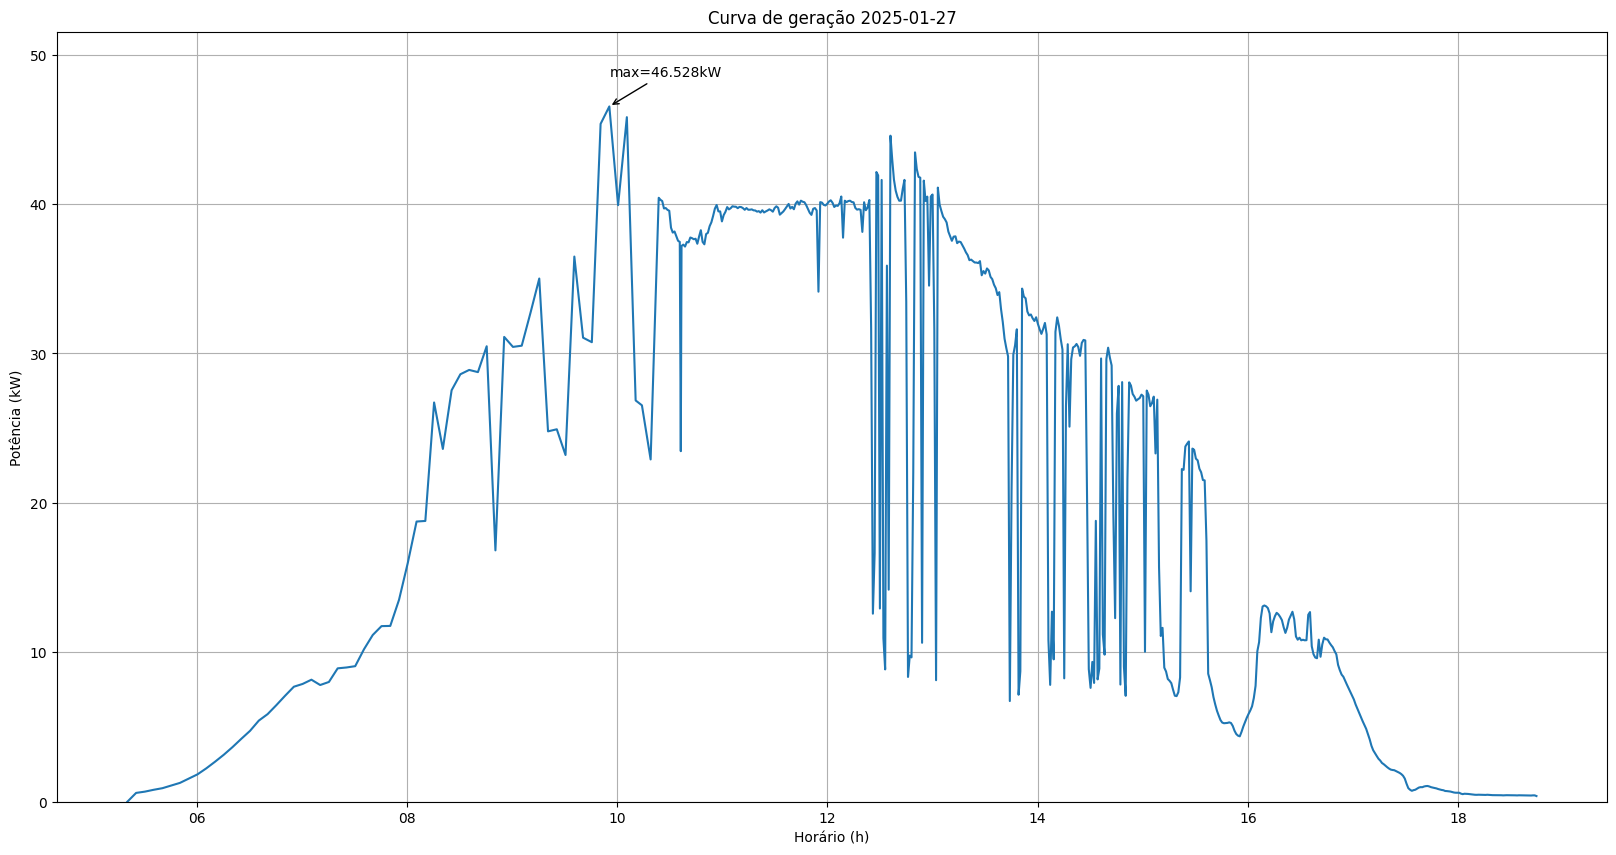 Curva de geração 2025-01-27
max=46.528kW
Potência (kW)
50
40
30
20
10
0
06 08 10 12 14 16 18
Horário (h)